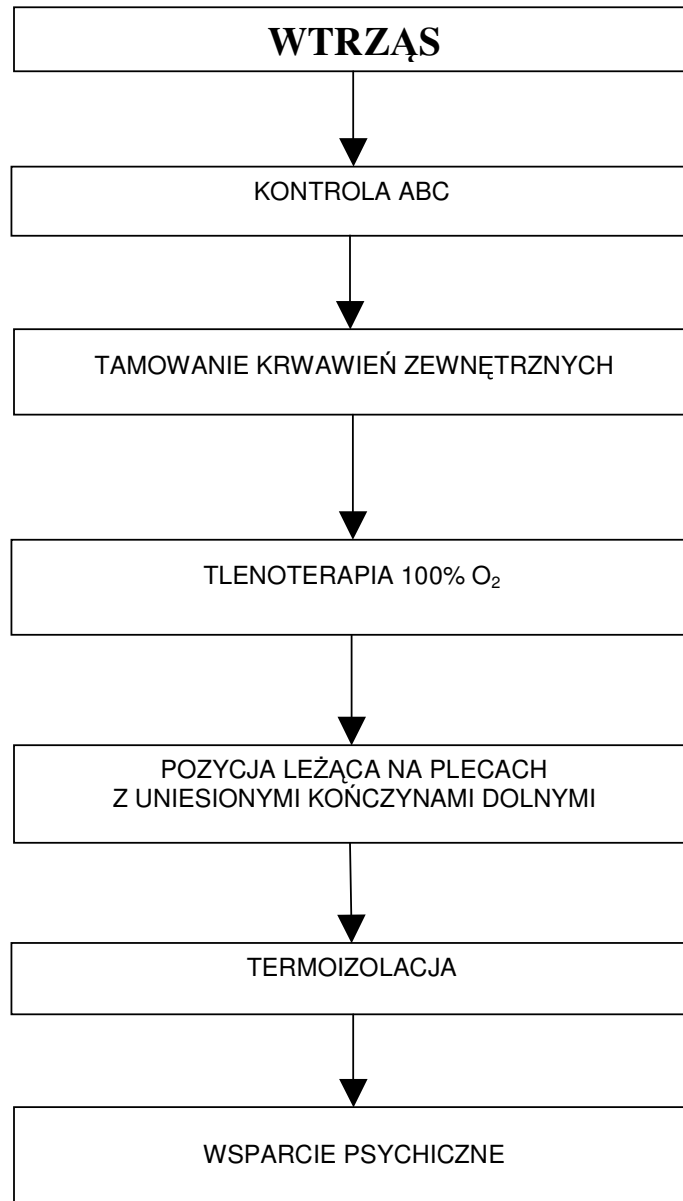 WTRZĄS
KONTROLA ABC
TAMOWANIE KRWAWIEŃ ZEWNĘTRZNYCH
TLENOTERAPIA 100% O₂
POZYCJA LEŻĄCA NA PLECACH
Z UNIESIONYMI KOŃCZYNAMI DOLNYMI
TERMOIZOLACJA
WSPARCIE PSYCHICZNE